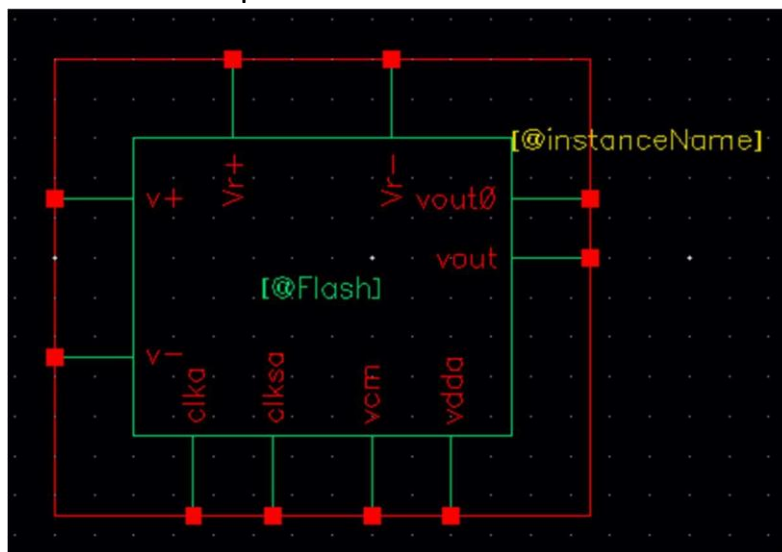 [@instanceName]
Vr+
Vr-
v+
vout0
vout
[@Flash]
v-
clka
clksa
vcm
vdda